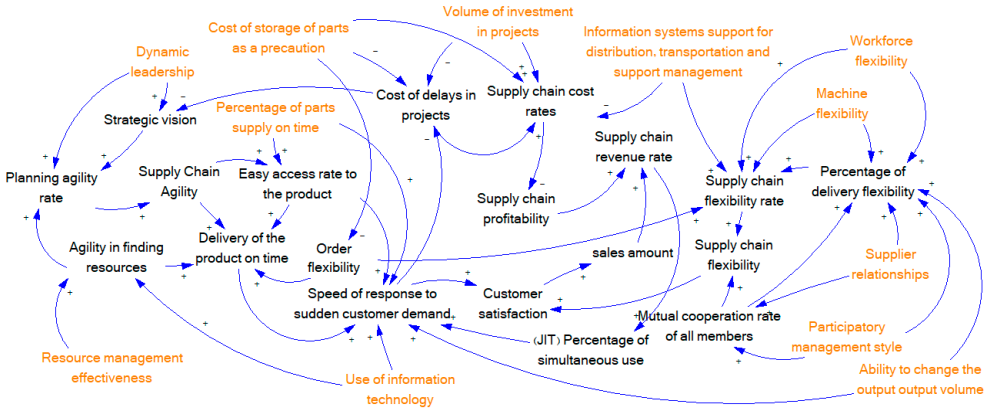 Volume of investment
in projects
Cost of storage of parts
as a precaution
Information systems support for
distribution, transportation and
support management
Workforce
flexibility
Dynamic
leadership
Machine
flexibility
Cost of delays in
projects
Supply chain cost
rates
Strategic vision
Percentage of parts
supply on time
Supply chain
revenue rate
Planning agility
rate
Supply Chain
Agility
Easy access rate to
the product
Supply chain
flexibility rate
Percentage of
delivery flexibility
Supply chain
profitability
Agility in finding
resources
Delivery of the
product on time
Order
flexibility
sales amount
Supply chain
flexibility
Supplier
relationships
Speed of response to
sudden customer demand
Customer
satisfaction
Mutual cooperation rate
of all members
(JIT) Percentage of
simultaneous use
Participatory
management style
Resource management
effectiveness
Use of information
technology
Ability to change the
output output volume